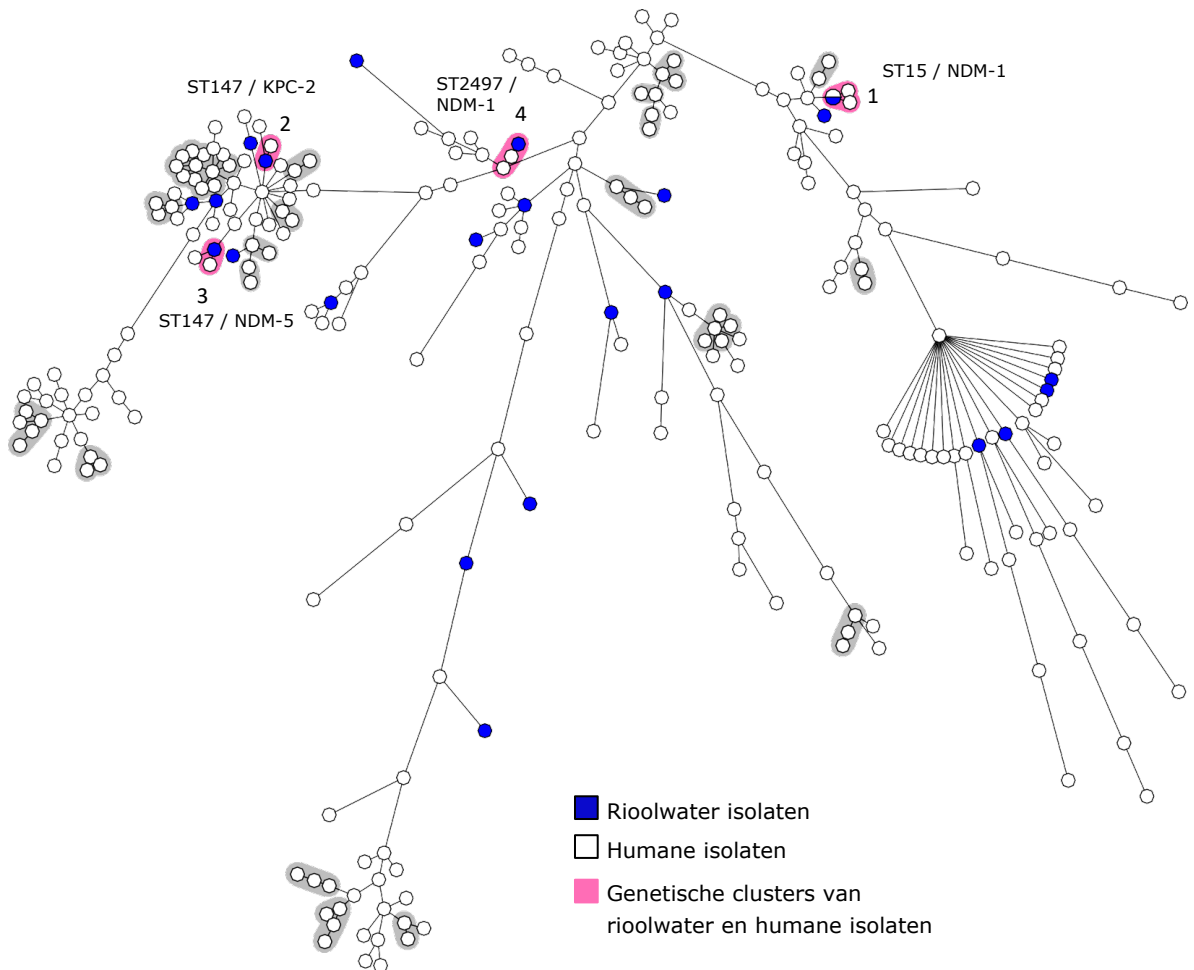 ST147 / KPC-2
2
ST2497 /
NDM-1
4
ST15 / NDM-1
1
3
ST147 / NDM-5
Rioolwater isolaten
Humane isolaten
Genetische clusters van
rioolwater en humane isolaten